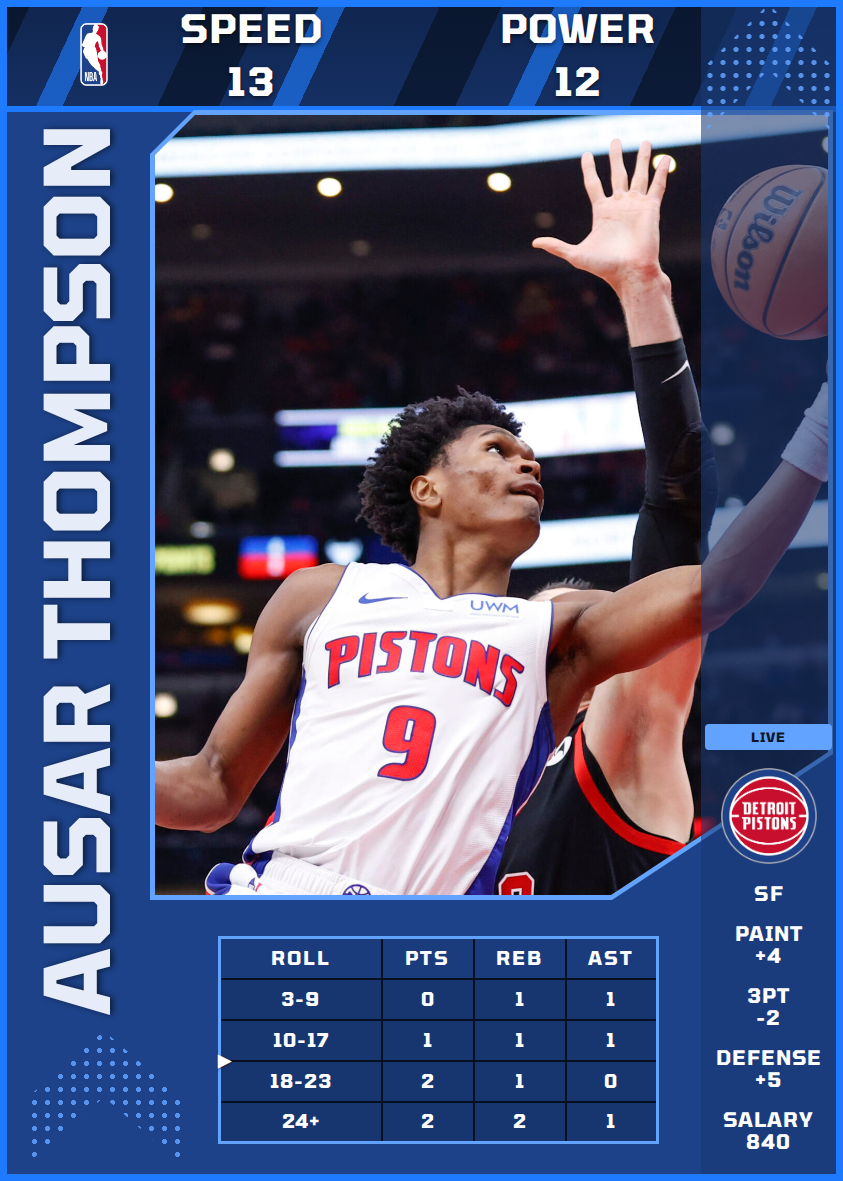 SPEED
13
POWER
12
NBA
AUSAR THOMPSON
Wilson
UWM
PISTONS
9
LIVE
DETROIT
PISTONS
SF
PAINT
+4
3PT
-2
DEFENSE
+5
SALARY
840
ROLL PTS REB AST
3-9 0 1 1
10-17 1 1 1
18-23 2 1 0
24+ 2 2 1